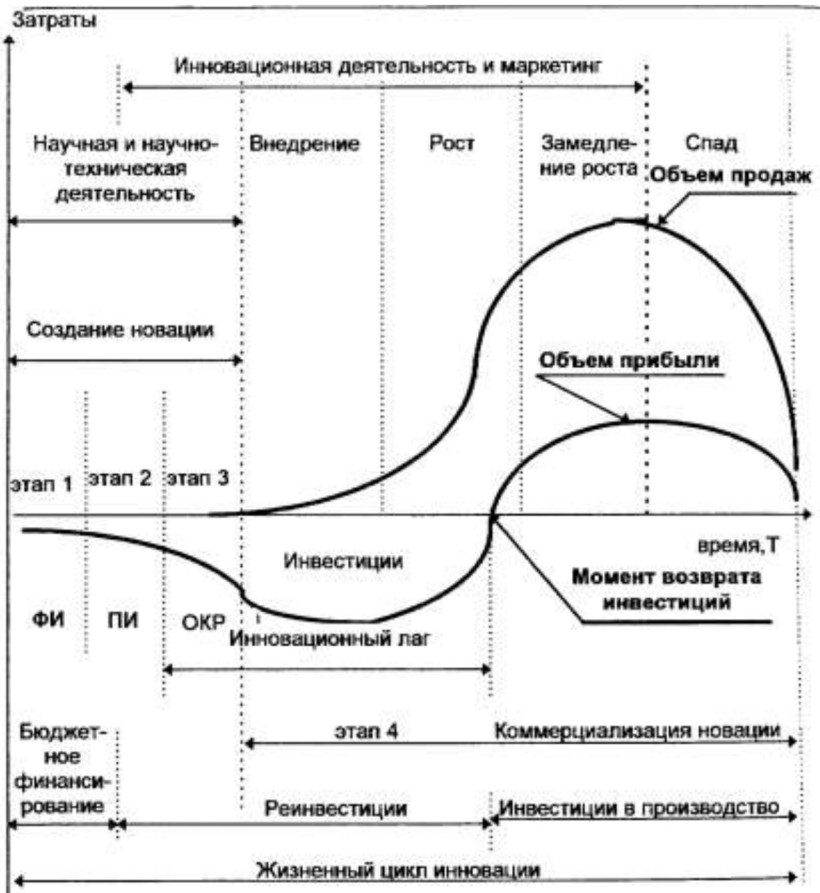 Затраты
Инновационная деятельность и маркетинг
Научная и научно-
техническая
деятельность
Внедрение
Рост
Замедле-
ние роста
Спад
Объем продаж
Создание новации
Объем прибыли
этап 1
этап 2
этап 3
время,Т
Инвестиции
Момент возврата
инвестиций
ФИ
ПИ
ОКР
Инновационный лаг
Бюджет-
ное
финанси-
рование
этап 4
Коммерциализация новации
Реинвестиции
Инвестиции в производство
Жизненный цикл инновации